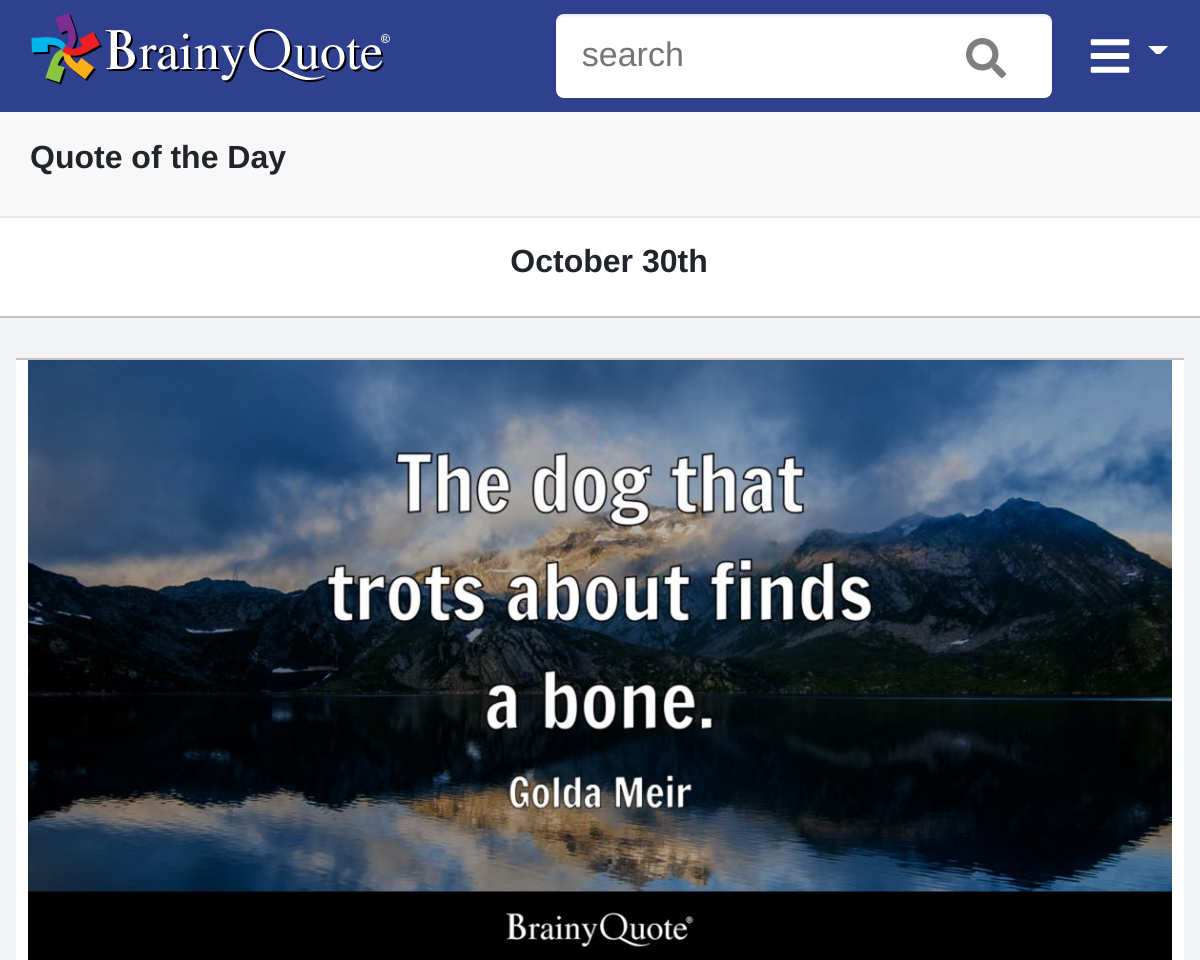 BrainyQuote®
search
Quote of the Day
October 30th
The dog that
trots about finds
a bone.
Golda Meir
BrainyQuote®